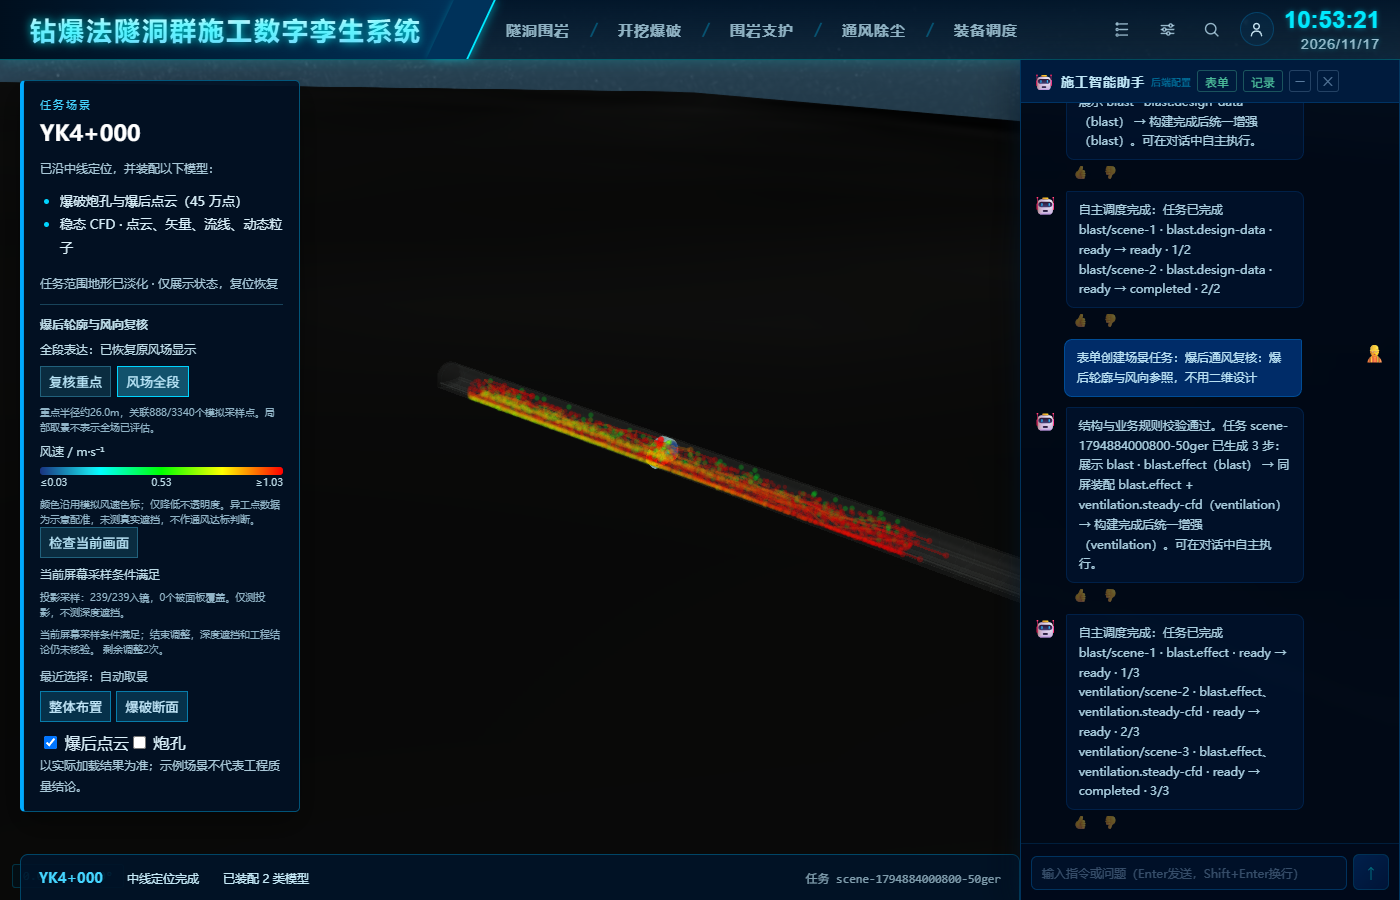 钻爆法隧洞群施工数字孪生系统
隧洞围岩 / 开挖爆破 / 围岩支护 / 通风除尘 / 装备调度
10:53:21
2026/11/17
任务场景
YK4+000
已沿中线定位，并装配以下模型：
爆破炮孔与爆后点云（45 万点）
稳态 CFD · 点云、矢量、流线、动态粒
子
任务范围地形已淡化 · 仅展示状态，复位恢复
爆后轮廓与风向复核
全段表达：已恢复原风场显示
复核重点 风场全段
重点半径约26.0m，关联888/3340个模拟采样点。局
部取景不表示全场已评估。
风速 / m·s⁻¹
≤0.03 0.53 ≥1.03
颜色沿用模拟风速色标；仅降低不透明度。异工点数据
为示意配准，未测真实遮挡，不作通风达标判断。
检查当前画面
当前屏幕采样条件满足
投影采样：239/239入镜，0个被面板覆盖。仅测投
影，不测深度遮挡。
当前屏幕采样条件满足；结束调整，深度遮挡和工程结
论仍未核验。 剩余调整2次。
最近选择：自动取景
整体布置 爆破断面
爆后点云 炮孔
以实际加载结果为准；示例场景不代表工程质
量结论。
YK4+000 中线定位完成 已装配 2 类模型
任务 scene-1794884000800-50ger
施工智能助手 后端配置 表单 记录
展示 blast · blast.design-data
（blast） → 构建完成后统一增强
（blast）。可在对话中自主执行。
自主调度完成：任务已完成
blast/scene-1 · blast.design-data ·
ready → ready · 1/2
blast/scene-2 · blast.design-data ·
ready → completed · 2/2
表单创建场景任务：爆后通风复核：爆
后轮廓与风向参照，不用二维设计
结构与业务规则校验通过。任务 scene-
1794884000800-50ger 已生成 3 步：
展示 blast · blast.effect（blast） → 同
屏装配 blast.effect +
ventilation.steady-cfd（ventilation）
→ 构建完成后统一增强
（ventilation）。可在对话中自主执
行。
自主调度完成：任务已完成
blast/scene-1 · blast.effect · ready →
ready · 1/3
ventilation/scene-2 · blast.effect、
ventilation.steady-cfd · ready →
ready · 2/3
ventilation/scene-3 · blast.effect、
ventilation.steady-cfd · ready →
completed · 3/3
输入指令或问题（Enter发送，Shift+Enter换行）